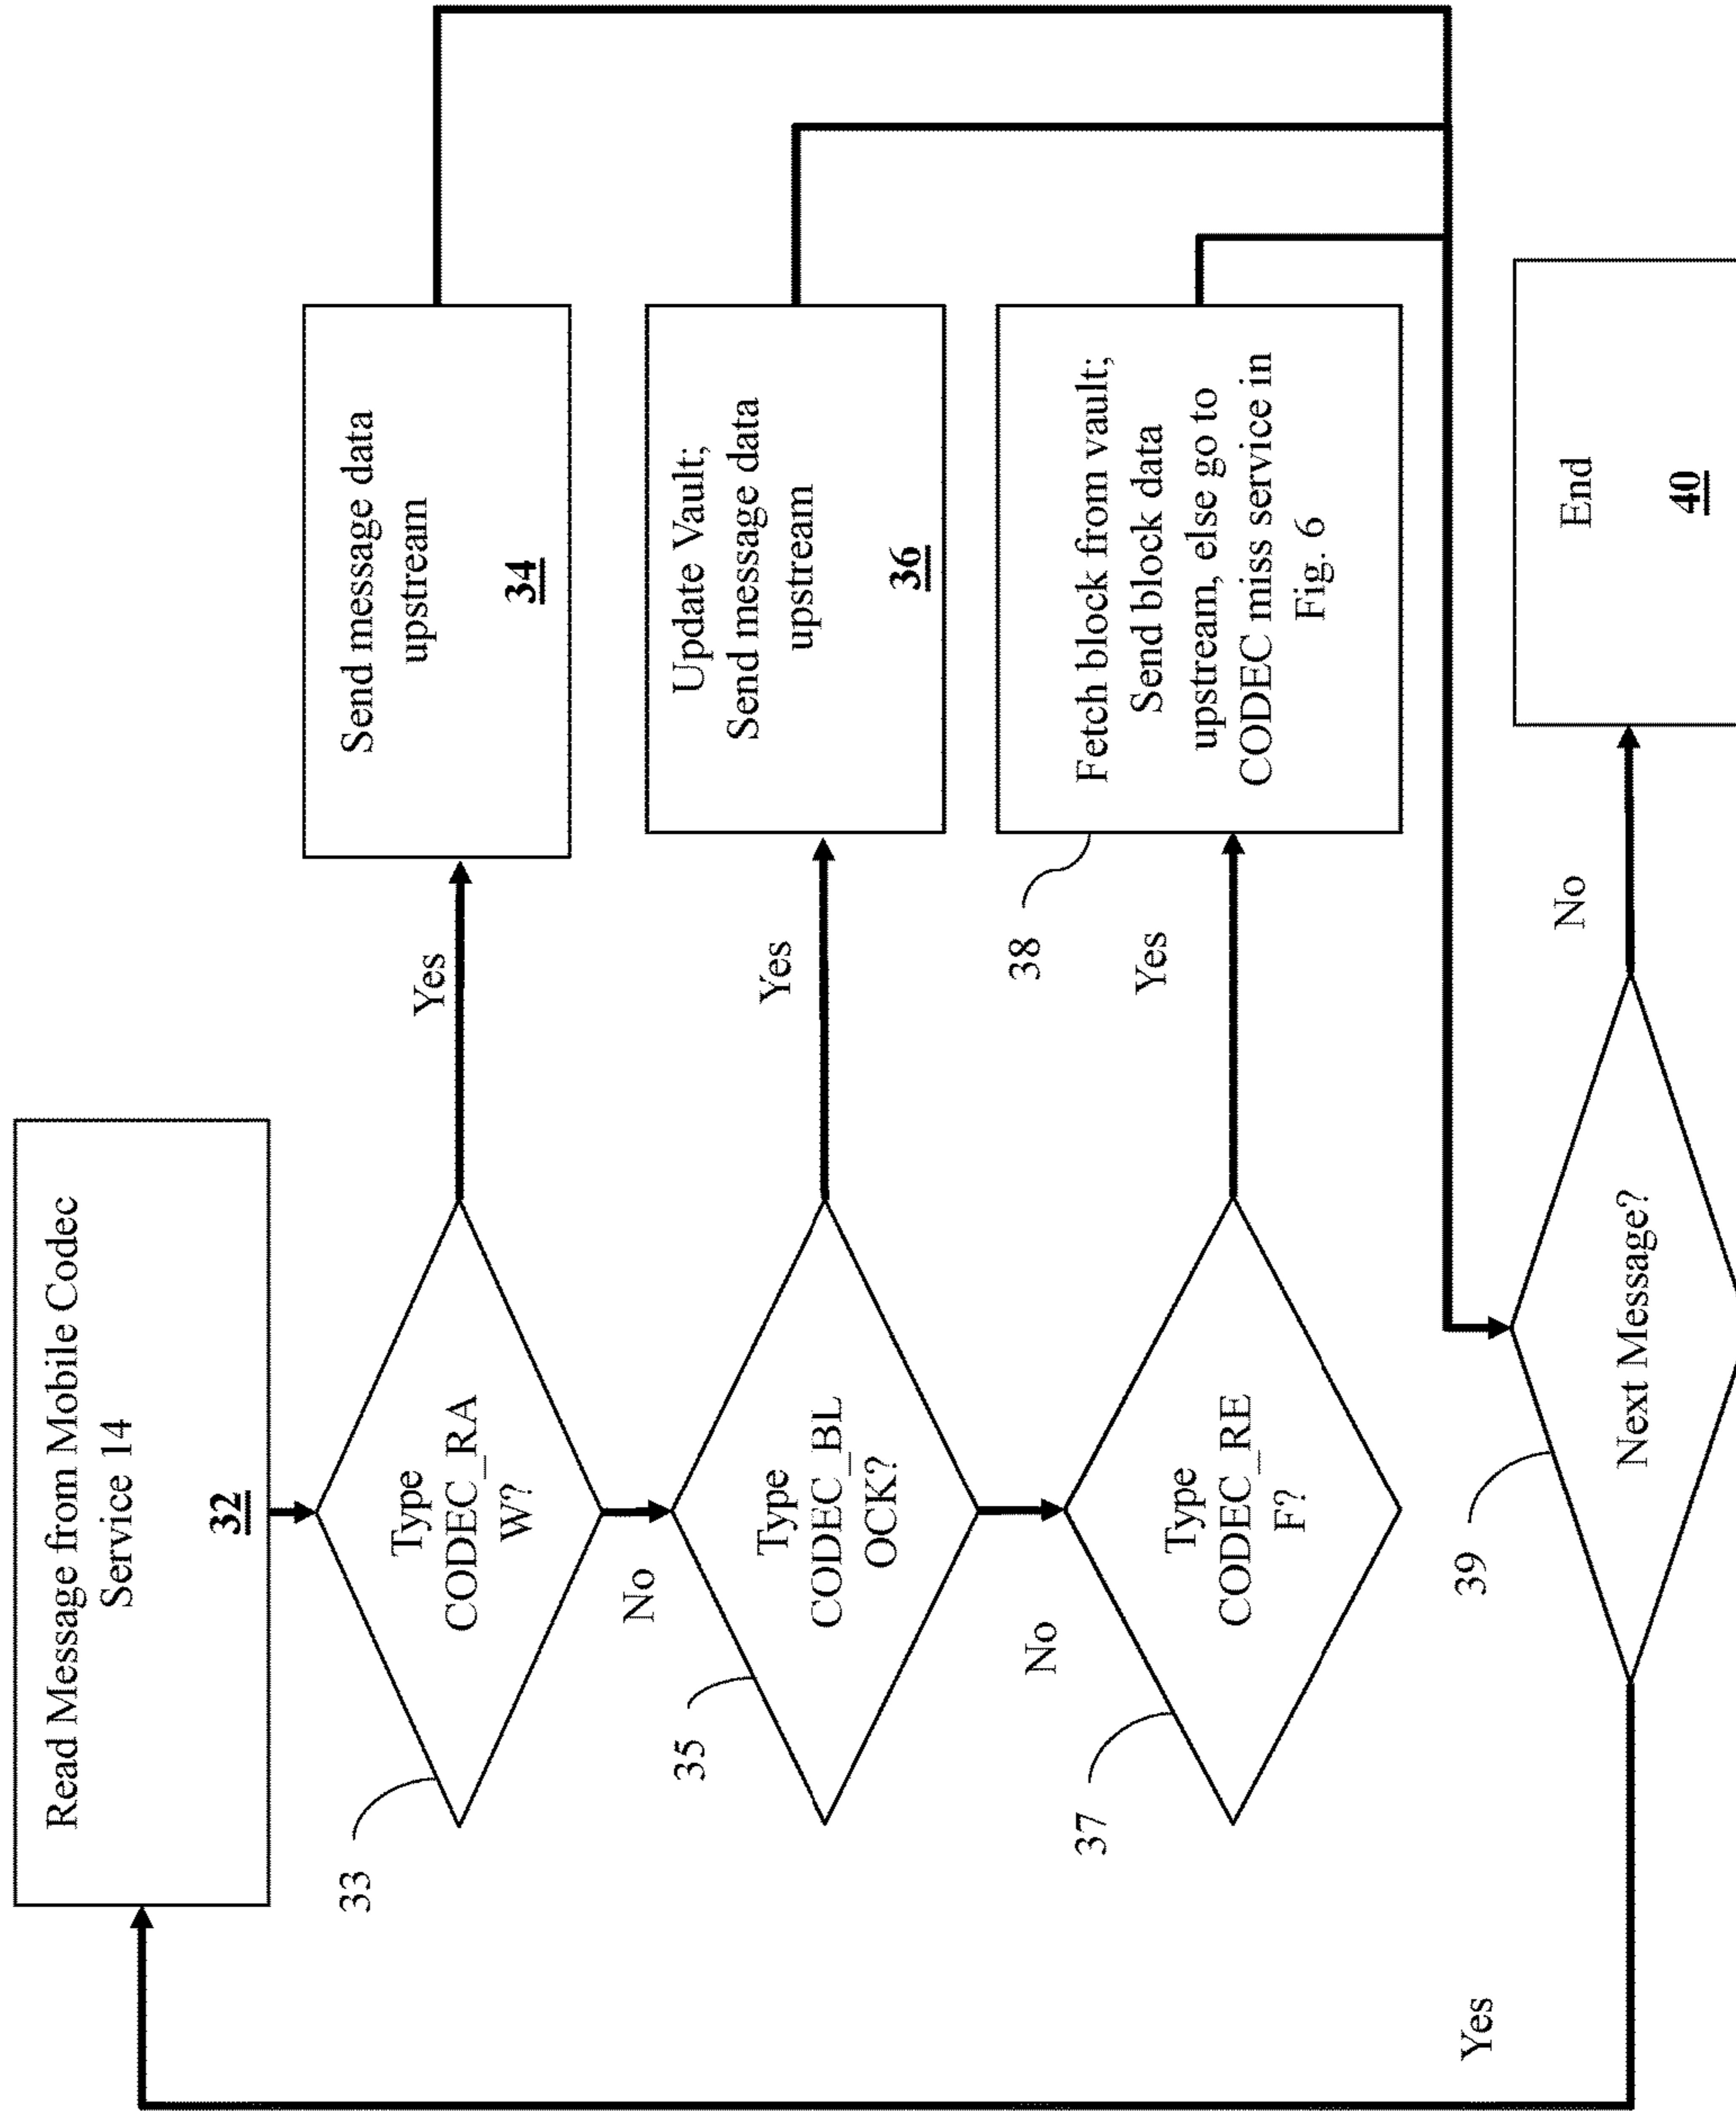 Read Message from Mobile Codec
Service 14
32
33
Type
CODEC_RA
W?
Yes
Send message data
upstream
34
No
35
Type
CODEC_BL
OCK?
Yes
Update Vault;
Send message data
upstream
36
No
37
Type
CODEC_RE
F?
Yes
38
Fetch block from vault;
Send block data
upstream, else go to
CODEC miss service in
Fig. 6
39
Next Message?
Yes
No
End
40